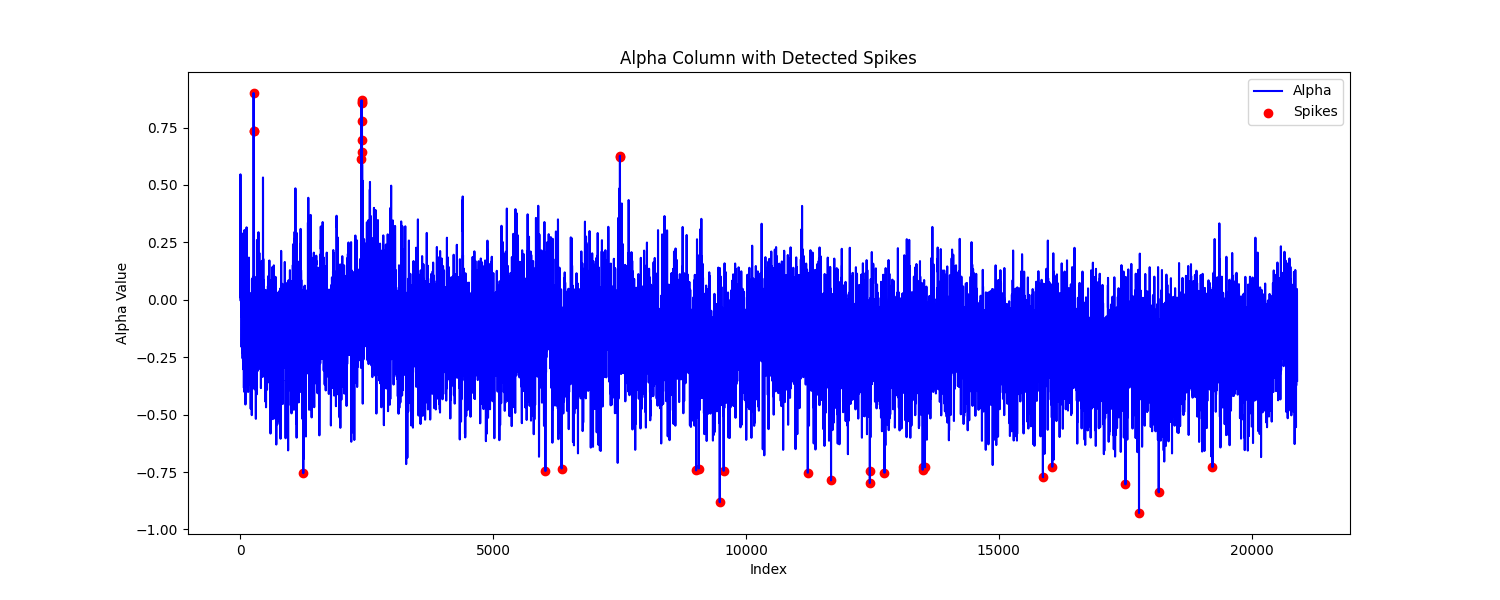 Alpha Column with Detected Spikes
Alpha
Spikes
0.75
0.50
0.25
0.00
−0.25
−0.50
−0.75
−1.00
Alpha Value
0 5000 10000 15000 20000
Index